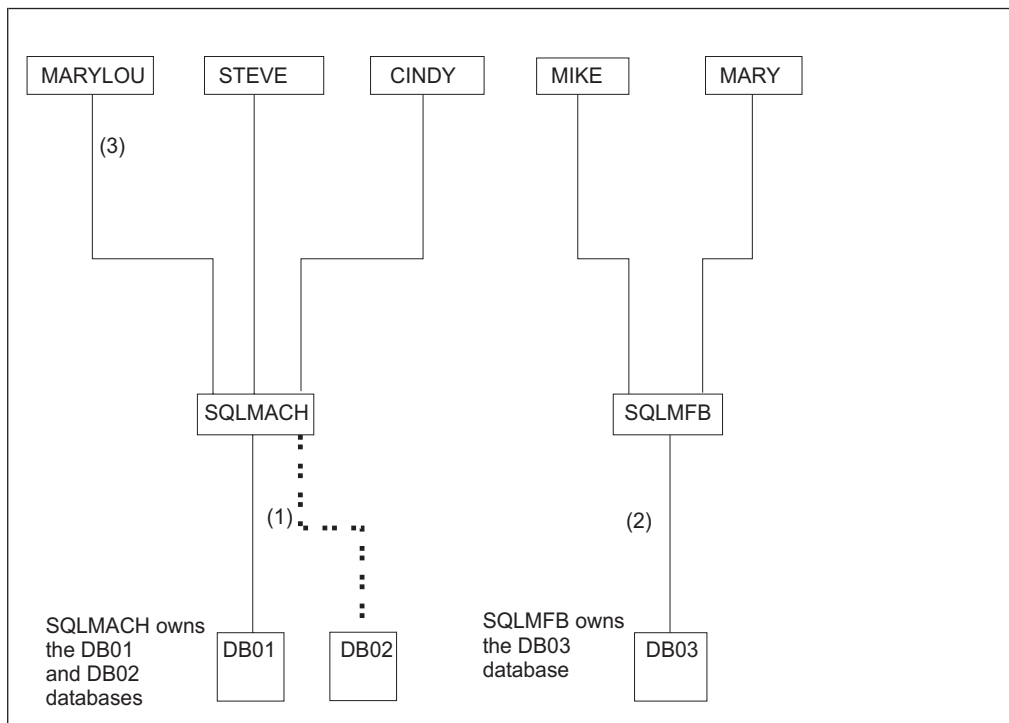 MARYLOU
STEVE
CINDY
MIKE
MARY
(3)
SQLMACH
SQLMFB
(1)
(2)
SQLMACH owns
the DB01
and DB02
databases
DB01
DB02
SQLMFB owns
the DB03
database
DB03